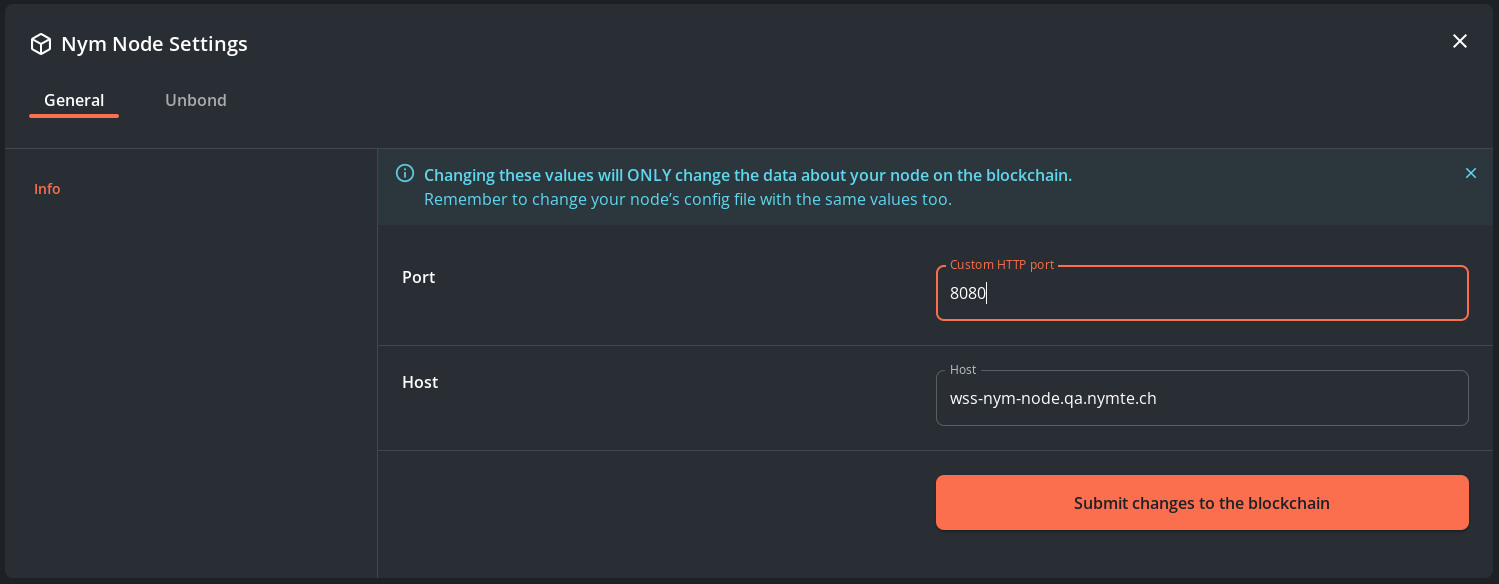 Nym Node Settings
General
Unbond
Info
Changing these values will ONLY change the data about your node on the blockchain.
Remember to change your node’s config file with the same values too.
Port
Custom HTTP port
8080
Host
Host
wss-nym-node.qa.nymte.ch
Submit changes to the blockchain